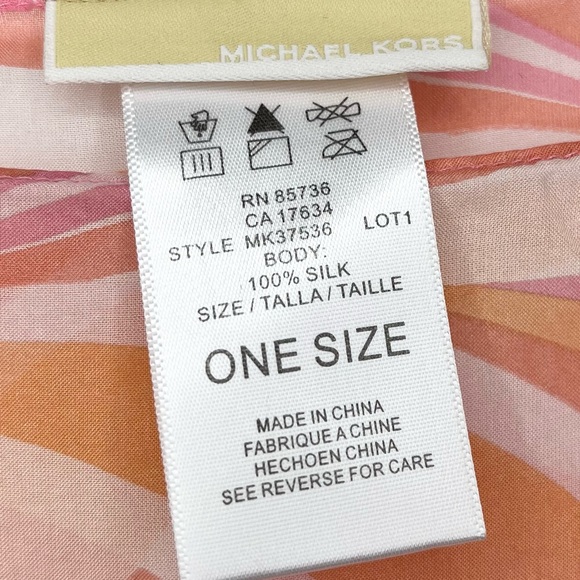 MICHAEL KORS
RN 85736
CA 17634
STYLE MK37536 LOT1
BODY:
100% SILK
SIZE / TALLA / TAILLE
ONE SIZE
MADE IN CHINA
FABRIQUE A CHINE
HECHOEN CHINA
SEE REVERSE FOR CARE